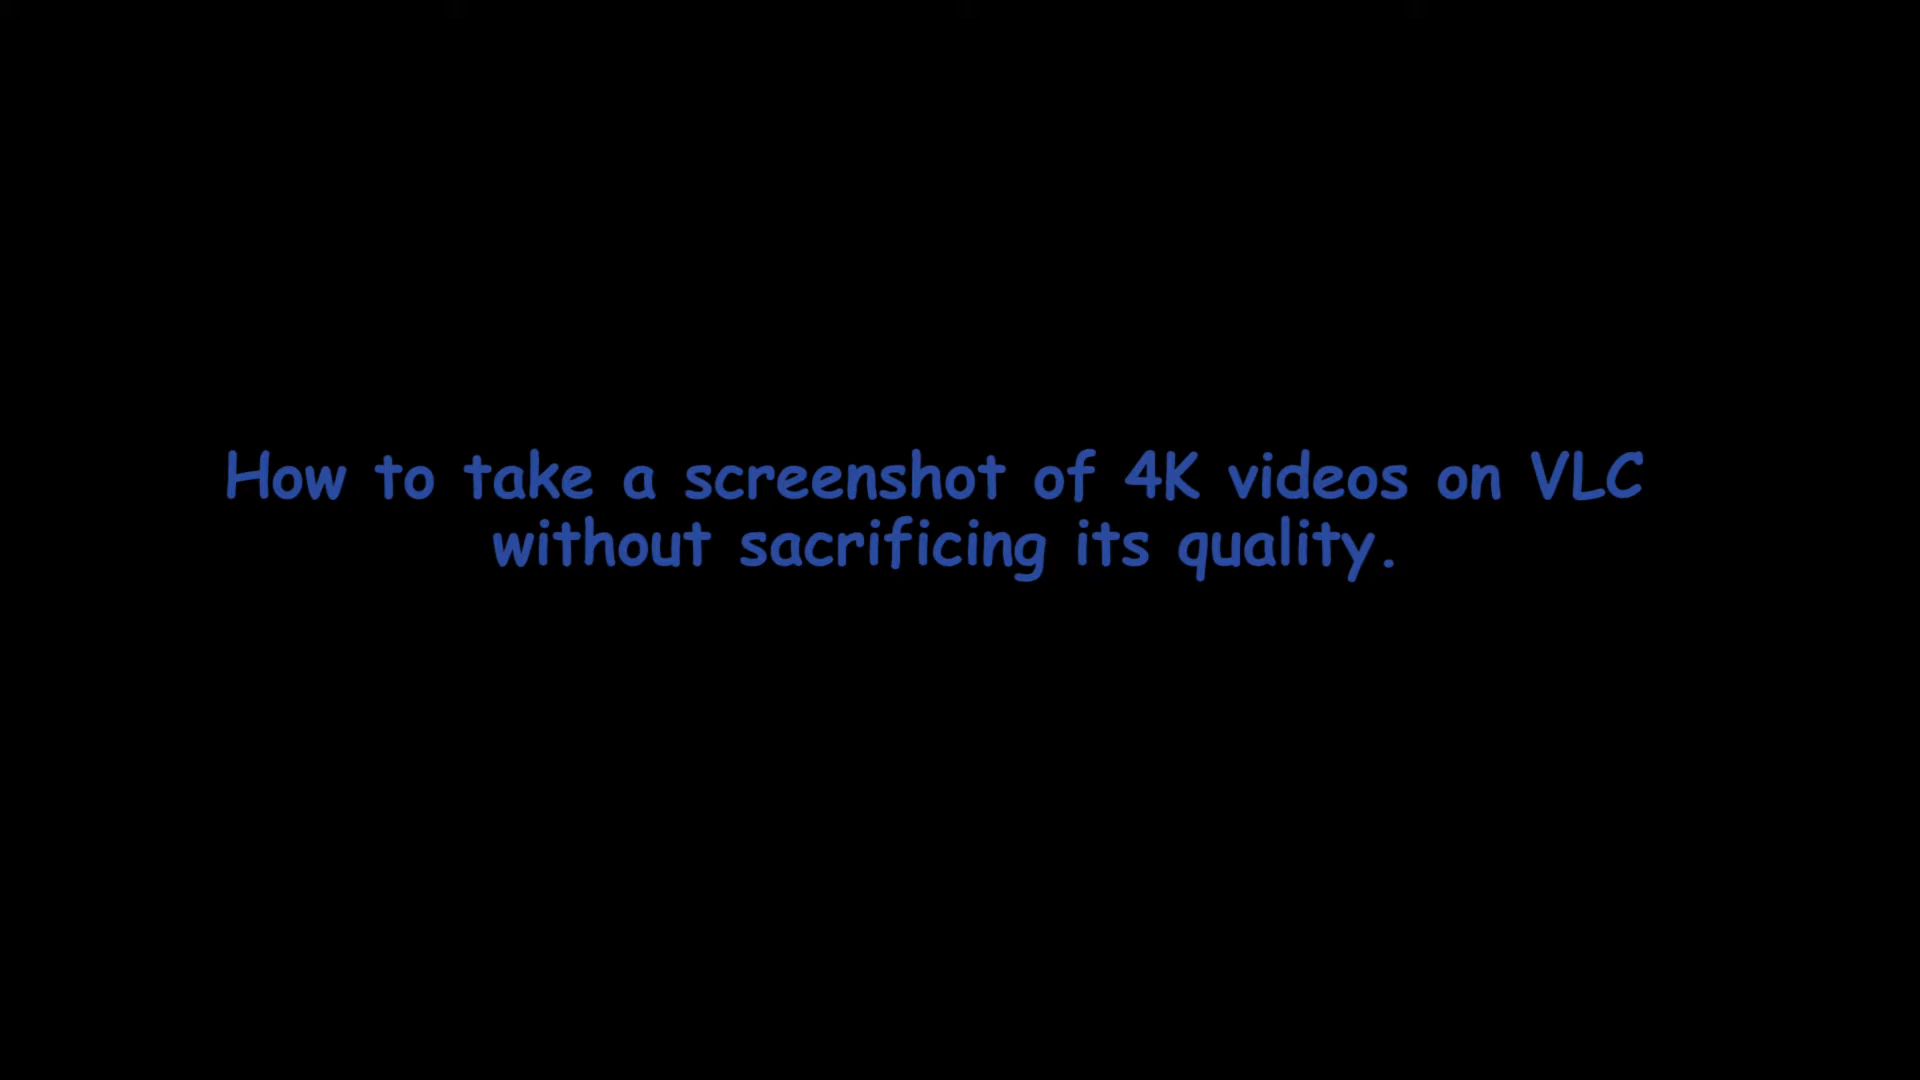 How to take a screenshot of 4K videos on VLC
without sacrificing its quality.